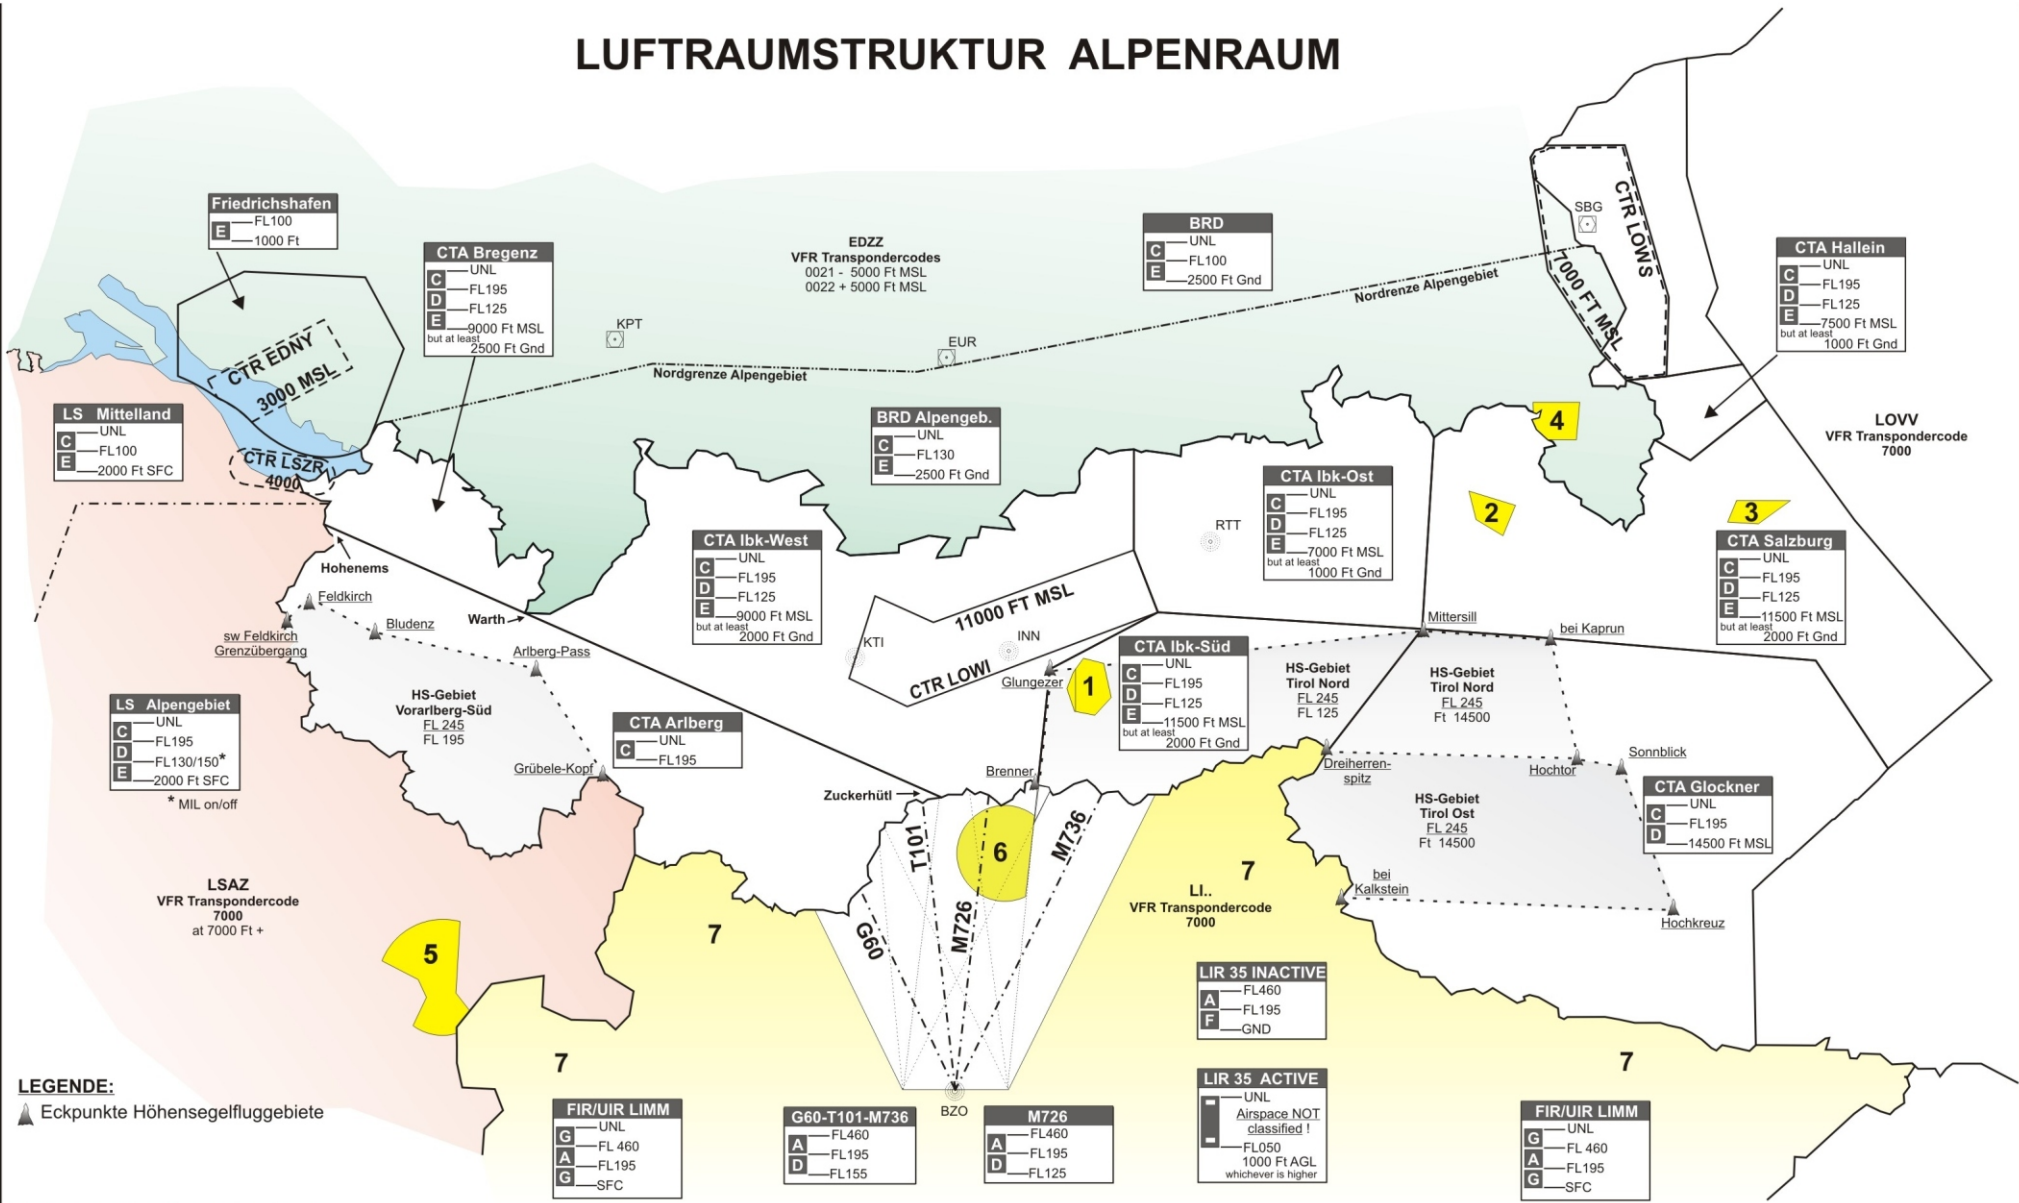 LUFTRAUMSTRUKTUR ALPENRAUM
Friedrichshafen
E
FL100
1000 Ft
CTA Bregenz
C
D
E
UNL
FL195
FL125
9000 Ft MSL
but at least
2500 Ft Gnd
EDZZ
VFR Transpondercodes
0021 - 5000 Ft MSL
0022 + 5000 Ft MSL
BRD
C
E
UNL
FL100
2500 Ft Gnd
SBG
CTR LOWS
7000 FT MSL
CTA Hallein
C
D
E
UNL
FL195
FL125
7500 Ft MSL
but at least
1000 Ft Gnd
Nordrenze Alpengebiet
KPT
EUR
Nordgrenze Alpengebiet
CTR EDNY
3000 MSL
CTR LSZR
4000
LS Mittelland
C
E
UNL
FL100
2000 Ft SFC
BRD Alpengeb.
C
E
UNL
FL130
2500 Ft Gnd
4
LOVV
VFR Transpondercode
7000
CTA Ibk-Ost
C
D
E
UNL
FL195
FL125
7000 Ft MSL
but at least
1000 Ft Gnd
RTT
2
3
CTA Salzburg
C
D
E
UNL
FL195
FL125
11500 Ft MSL
but at least
2000 Ft Gnd
CTA Ibk-West
C
D
E
UNL
FL195
FL125
9000 Ft MSL
but at least
2000 Ft Gnd
Hohenems
Feldkirch
sw Feldkirch
Grenzübergang
Bludenz
Warth
Arlberg-Pass
11000 FT MSL
KTI
INN
CTR LOWI
Glungezer
1
CTA Ibk-Süd
C
D
E
UNL
FL195
FL125
11500 Ft MSL
but at least
2000 Ft Gnd
Mittersill
bei Kaprun
HS-Gebiet
Tirol Nord
FL 245
FL 125
HS-Gebiet
Tirol Nord
FL 245
Ft 14500
HS-Gebiet
Vorarlberg-Süd
FL 245
FL 195
LS Alpengebiet
C
D
E
UNL
FL195
FL130/150*
2000 Ft SFC
* MIL on/off
CTA Arlberg
C
UNL
FL195
Grübele-Kopf
Brenner
Zuckerhütl
Dreiherren-
spitz
Hochtor
Sonnblick
HS-Gebiet
Tirol Ost
FL 245
Ft 14500
CTA Glockner
C
D
UNL
FL195
14500 Ft MSL
T101
6
M736
G60
M726
7
LI..
VFR Transpondercode
7000
bei
Kalkstein
Hochkreuz
LSAZ
VFR Transpondercode
7000
at 7000 Ft +
5
7
LIR 35 INACTIVE
A
F
FL460
FL195
GND
7
7
LIR 35 ACTIVE
UNL
Airspace NOT
classified !
FL050
1000 Ft AGL
whichever is higher
LEGENDE:
Eckpunkte Höhensegelfluggebiete
BZO
FIR/UIR LIMM
G
A
G
UNL
FL 460
FL195
SFC
G60-T101-M736
A
D
FL460
FL195
FL155
M726
A
D
FL460
FL195
FL125
FIR/UIR LIMM
G
A
G
UNL
FL 460
FL195
SFC